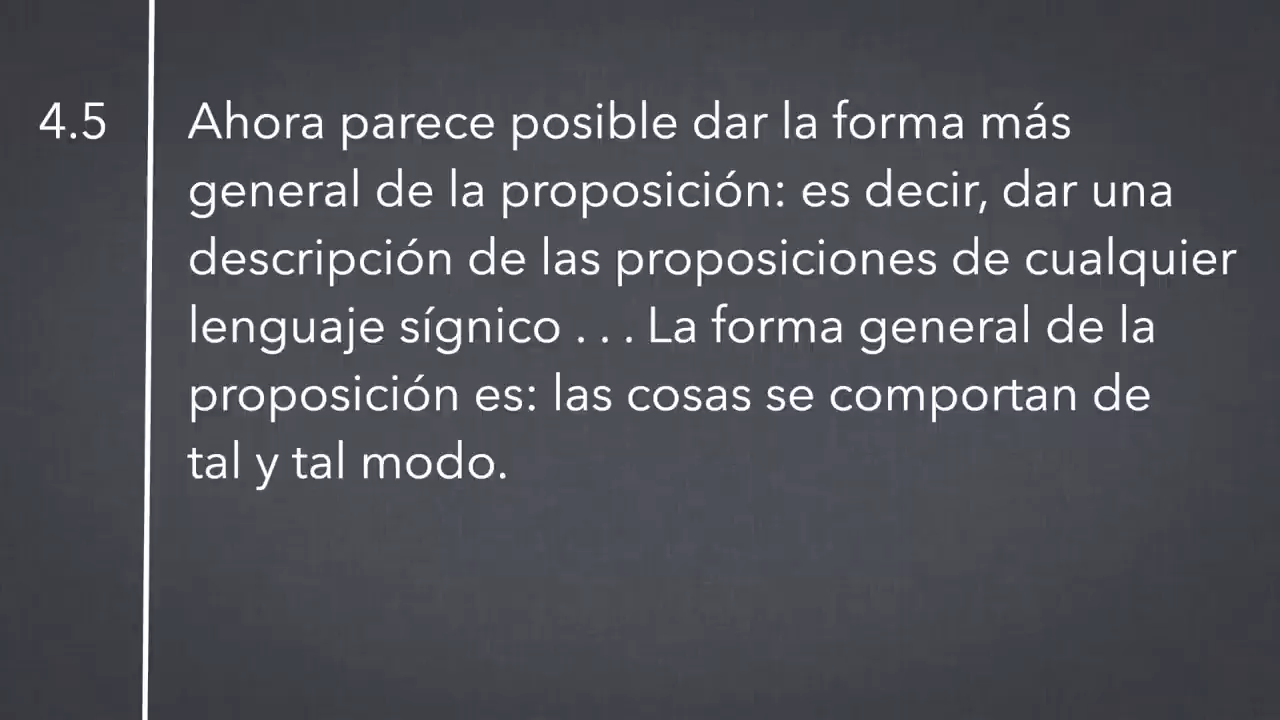 4.5 Ahora parece posible dar la forma más
general de la proposición: es decir, dar una
descripción de las proposiciones de cualquier
lenguaje sígnico . . . La forma general de la
proposición es: las cosas se comportan de
tal y tal modo.